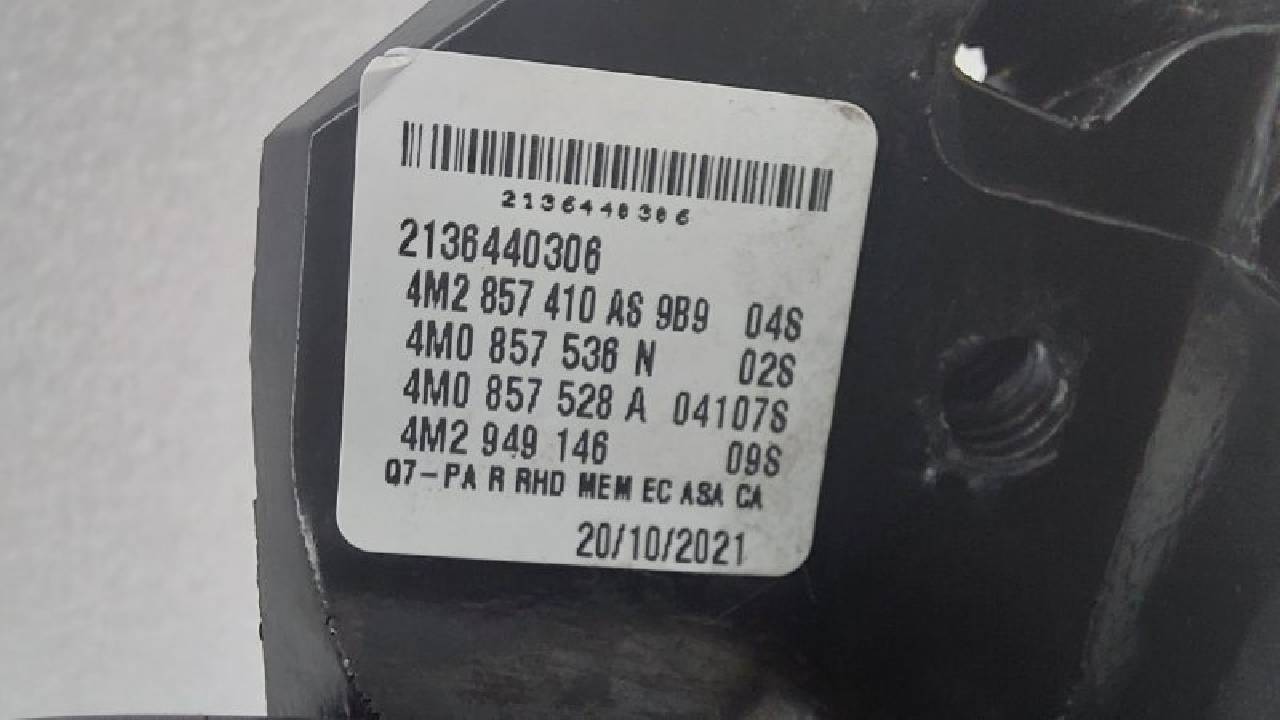 2136440306
2136440306
4M2 857 410 AS 9B9 04S
4M0 857 536 N 02S
4M0 857 528 A 04107S
4M2 949 146 09S
Q7-PA R RHD MEM EC ASA CA
20/10/2021